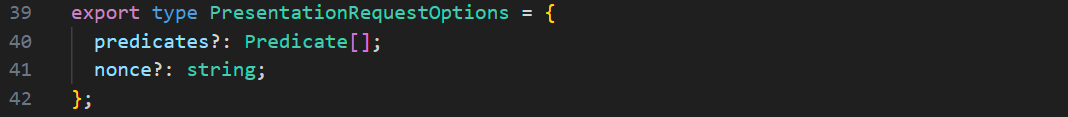 39 export type PresentationRequestOptions = {
40   predicates?: Predicate[];
41   nonce?: string;
42 };